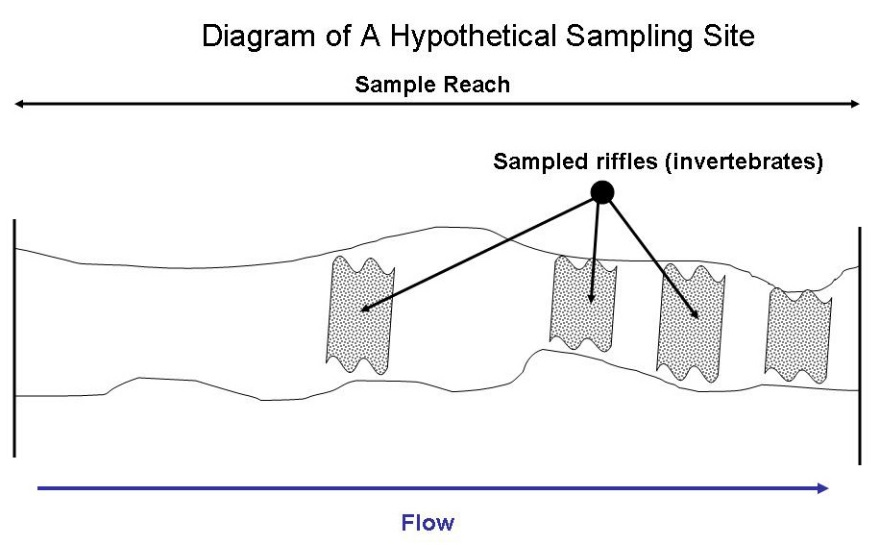 Diagram of A Hypothetical Sampling Site
Sample Reach
Sampled riffles (invertebrates)
Flow